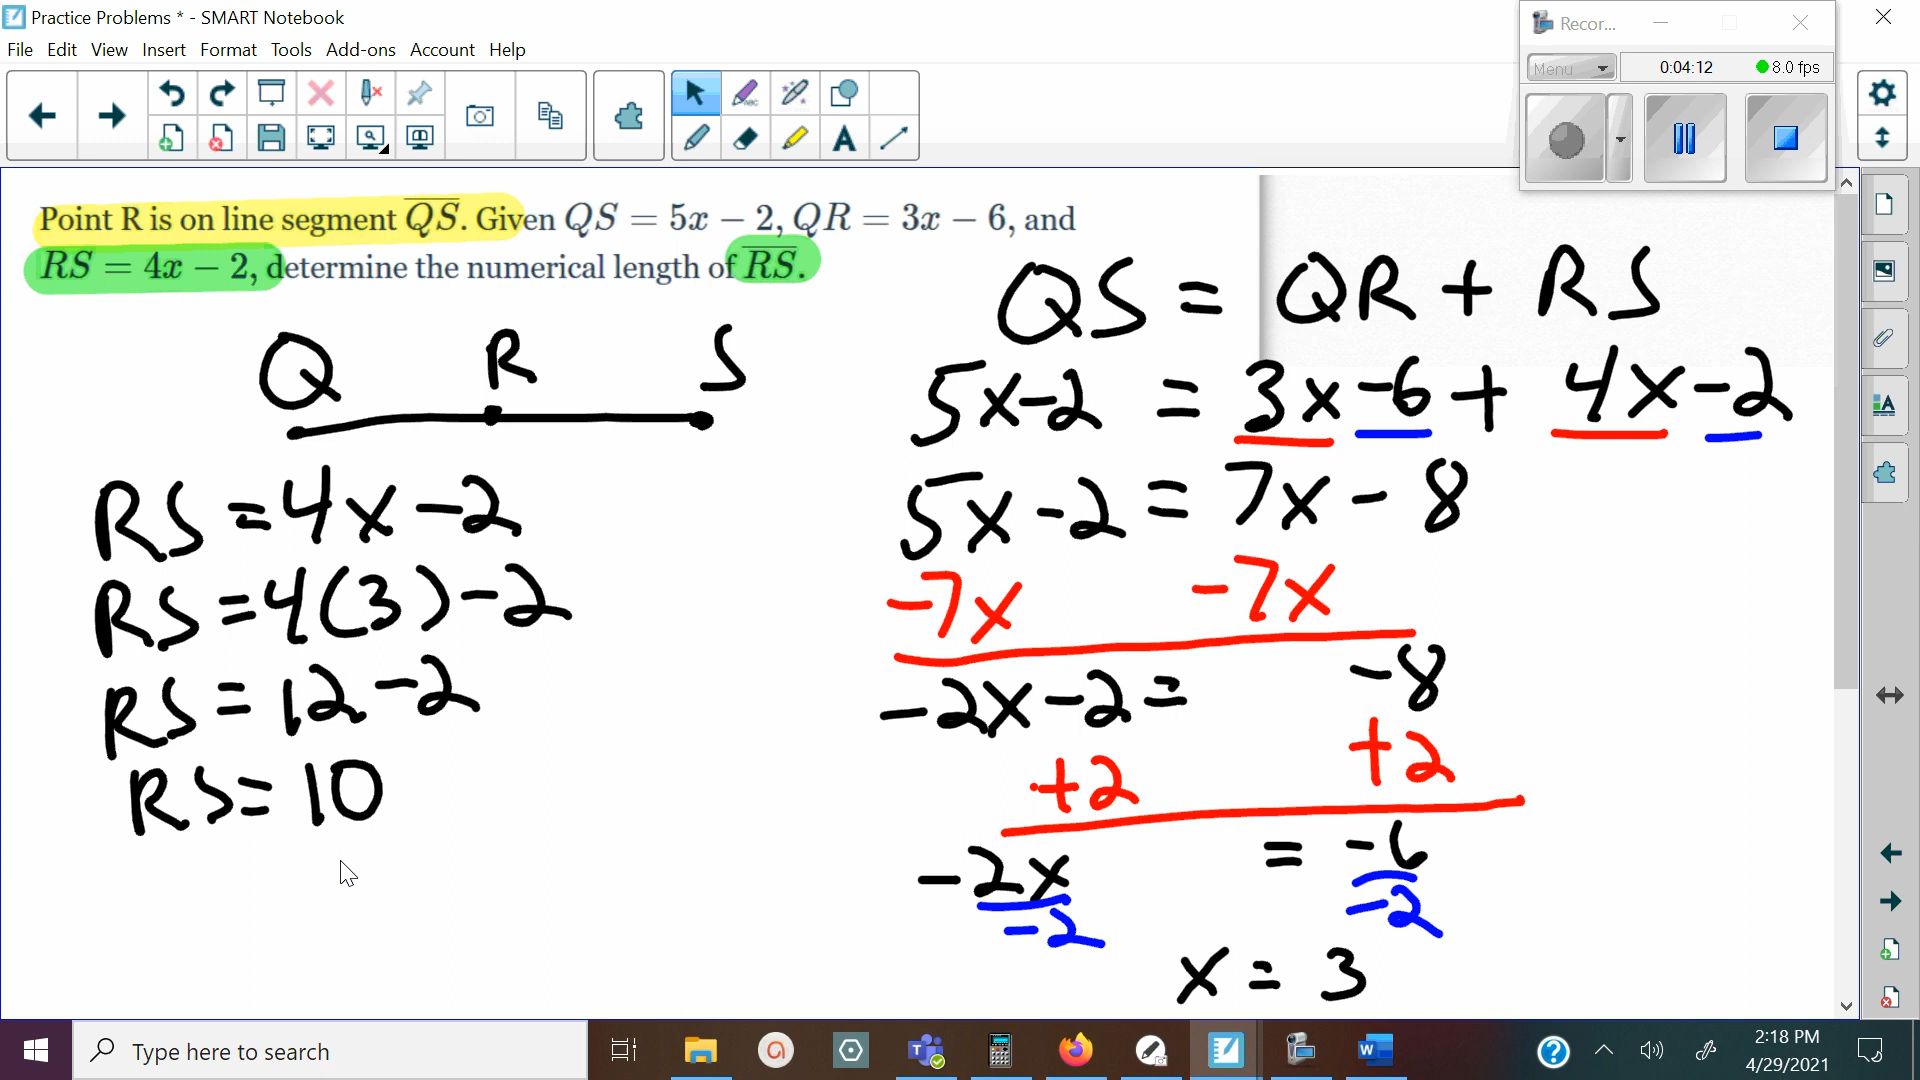 Practice Problems * - SMART Notebook
File Edit View Insert Format Tools Add-ons Account Help
Recor...
Menu
0:04:12
8.0 fps
Point R is on line segment QS. Given QS = 5x − 2, QR = 3x − 6, and
RS = 4x − 2, determine the numerical length of RS.
Q R S
RS = 4x - 2
RS = 4(3) - 2
RS = 12 - 2
RS = 10
QS = QR + RS
5x - 2 = 3x - 6 + 4x - 2
5x - 2 = 7x - 8
-7x -7x
-2x - 2 = -8
+2 +2
-2x = -6
-2 -2
x = 3
Type here to search
2:18 PM
4/29/2021